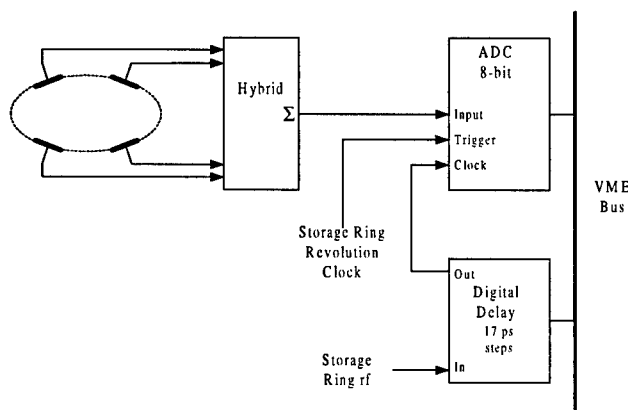 ADC
8-bit
Hybrid
Σ
Input
Trigger
Clock
VME
Bus
Storage Ring
Revolution
Clock
Out
Digital
Delay
17 ps
steps
Storage
Ring rf
In